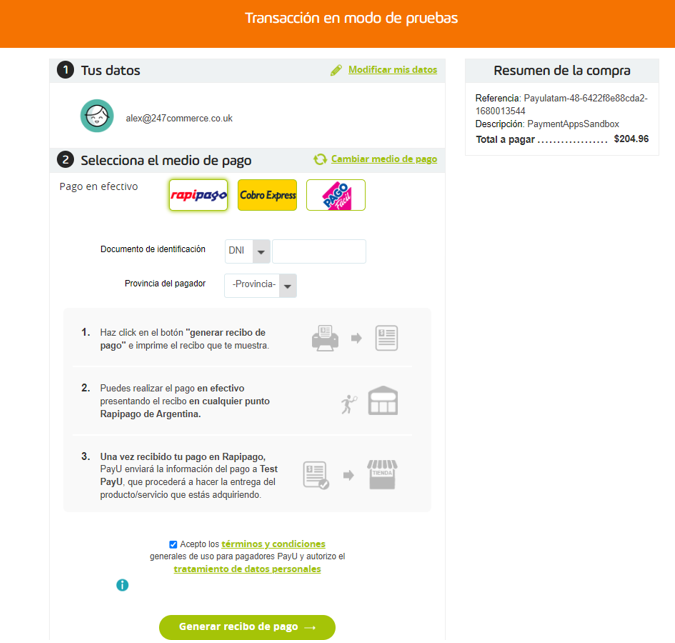 Transacción en modo de pruebas
1 Tus datos
Modificar mis datos
alex@247commerce.co.uk
2 Selecciona el medio de pago
Cambiar medio de pago
Pago en efectivo
rapipago
Cobro Express
PAGO fácil
Documento de identificación
DNI
Provincia del pagador
-Provincia-
1. Haz click en el botón "generar recibo de
pago" e imprime el recibo que te muestra.
2. Puedes realizar el pago en efectivo
presentando el recibo en cualquier punto
Rapipago de Argentina.
3. Una vez recibido tu pago en Rapipago,
PayU enviará la información del pago a Test
PayU, que procederá a hacer la entrega del
producto/servicio que estás adquiriendo.
TIENDA
Acepto los términos y condiciones
generales de uso para pagadores PayU y autorizo el
tratamiento de datos personales
Generar recibo de pago →
Resumen de la compra
Referencia: Payulatam-48-6422f8e88cda2-
1680013544
Descripción: PaymentAppsSandbox
Total a pagar .................. $204.96